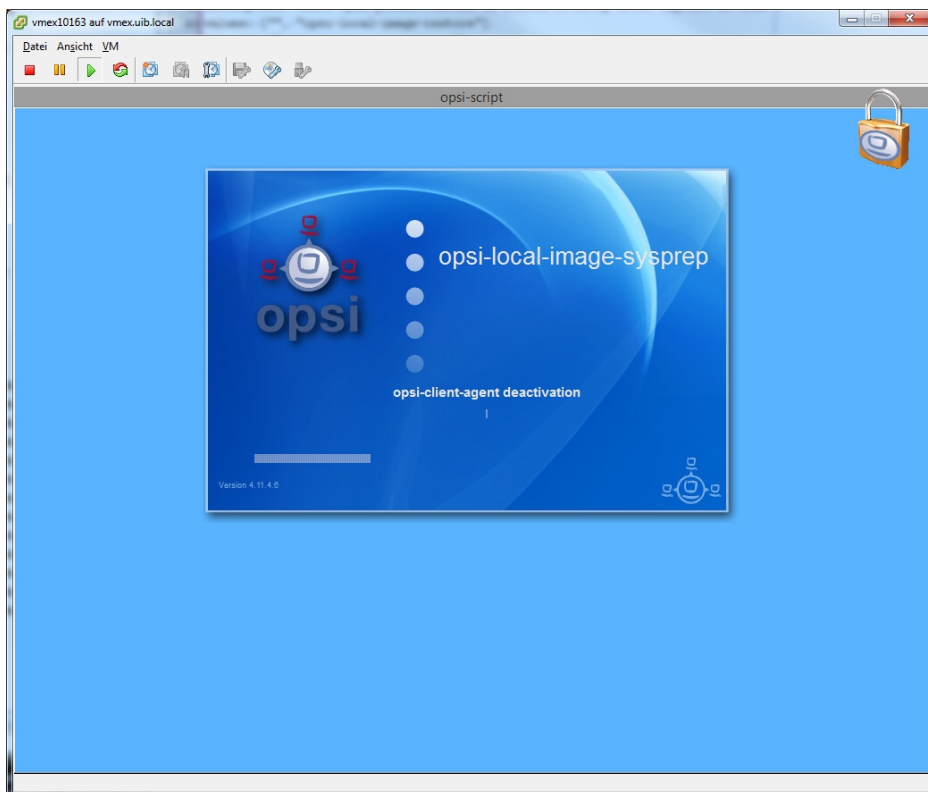 vmex10163 auf vmex.uib.local
Datei Ansicht VM
opsi-script
opsi-local-image-sysprep
opsi
opsi-client-agent deactivation
Version 4.11.4.6